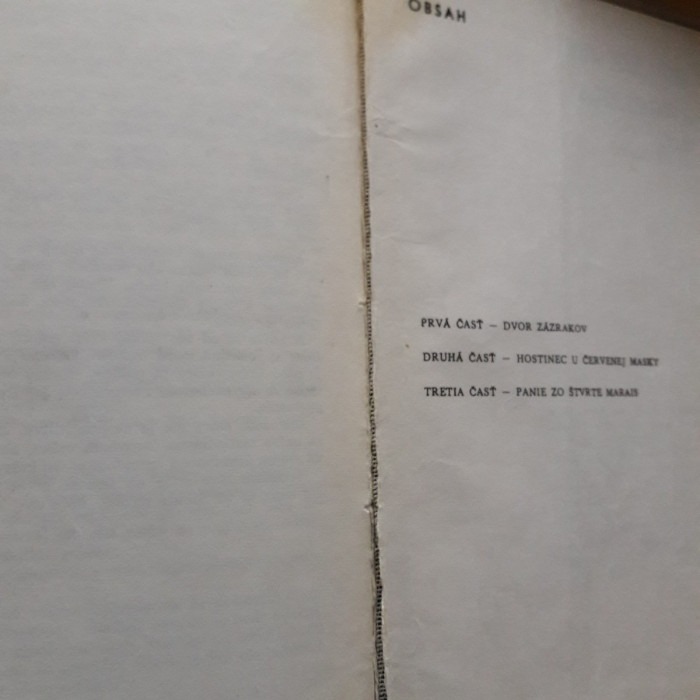 OBSAH
PRVÁ ČASŤ – DVOR ZÁZRAKOV
DRUHÁ ČASŤ – HOSTINEC U ČERVENEJ MASKY
TRETIA ČASŤ – PANIE ZO ŠTVRTE MARAIS